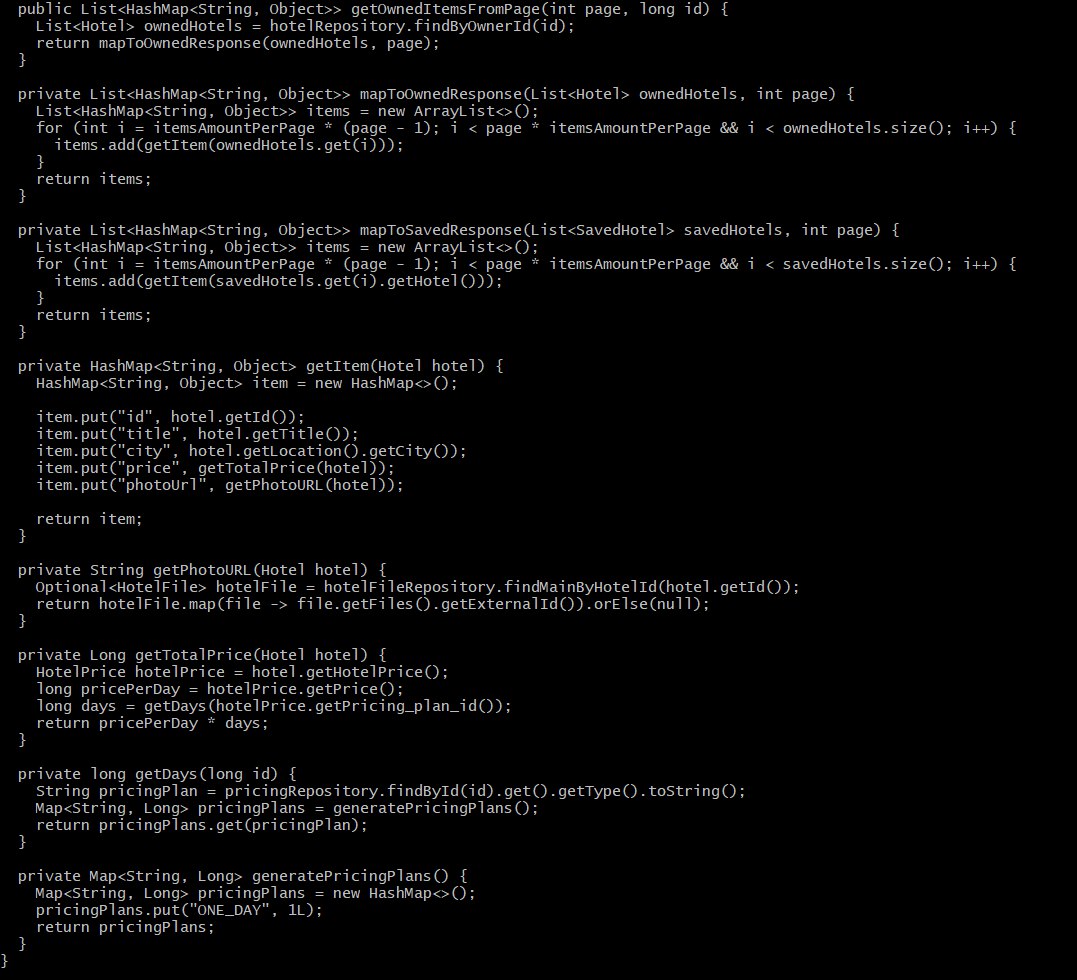 public List<HashMap<String, Object>> getOwnedItemsFromPage(int page, long id) {
    List<Hotel> ownedHotels = hotelRepository.findByOwnerId(id);
    return mapToOwnedResponse(ownedHotels, page);
  }

  private List<HashMap<String, Object>> mapToOwnedResponse(List<Hotel> ownedHotels, int page) {
    List<HashMap<String, Object>> items = new ArrayList<>();
    for (int i = itemsAmountPerPage * (page - 1); i < page * itemsAmountPerPage && i < ownedHotels.size(); i++) {
      items.add(getItem(ownedHotels.get(i)));
    }
    return items;
  }

  private List<HashMap<String, Object>> mapToSavedResponse(List<SavedHotel> savedHotels, int page) {
    List<HashMap<String, Object>> items = new ArrayList<>();
    for (int i = itemsAmountPerPage * (page - 1); i < page * itemsAmountPerPage && i < savedHotels.size(); i++) {
      items.add(getItem(savedHotels.get(i).getHotel()));
    }
    return items;
  }

  private HashMap<String, Object> getItem(Hotel hotel) {
    HashMap<String, Object> item = new HashMap<>();

    item.put("id", hotel.getId());
    item.put("title", hotel.getTitle());
    item.put("city", hotel.getLocation().getCity());
    item.put("price", getTotalPrice(hotel));
    item.put("photoUrl", getPhotoURL(hotel));

    return item;
  }

  private String getPhotoURL(Hotel hotel) {
    Optional<HotelFile> hotelFile = hotelFileRepository.findMainByHotelId(hotel.getId());
    return hotelFile.map(file -> file.getFiles().getExternalId()).orElse(null);
  }

  private Long getTotalPrice(Hotel hotel) {
    HotelPrice hotelPrice = hotel.getHotelPrice();
    long pricePerDay = hotelPrice.getPrice();
    long days = getDays(hotelPrice.getPricing_plan_id());
    return pricePerDay * days;
  }

  private long getDays(long id) {
    String pricingPlan = pricingRepository.findById(id).get().getType().toString();
    Map<String, Long> pricingPlans = generatePricingPlans();
    return pricingPlans.get(pricingPlan);
  }

  private Map<String, Long> generatePricingPlans() {
    Map<String, Long> pricingPlans = new HashMap<>();
    pricingPlans.put("ONE_DAY", 1L);
    return pricingPlans;
  }
}